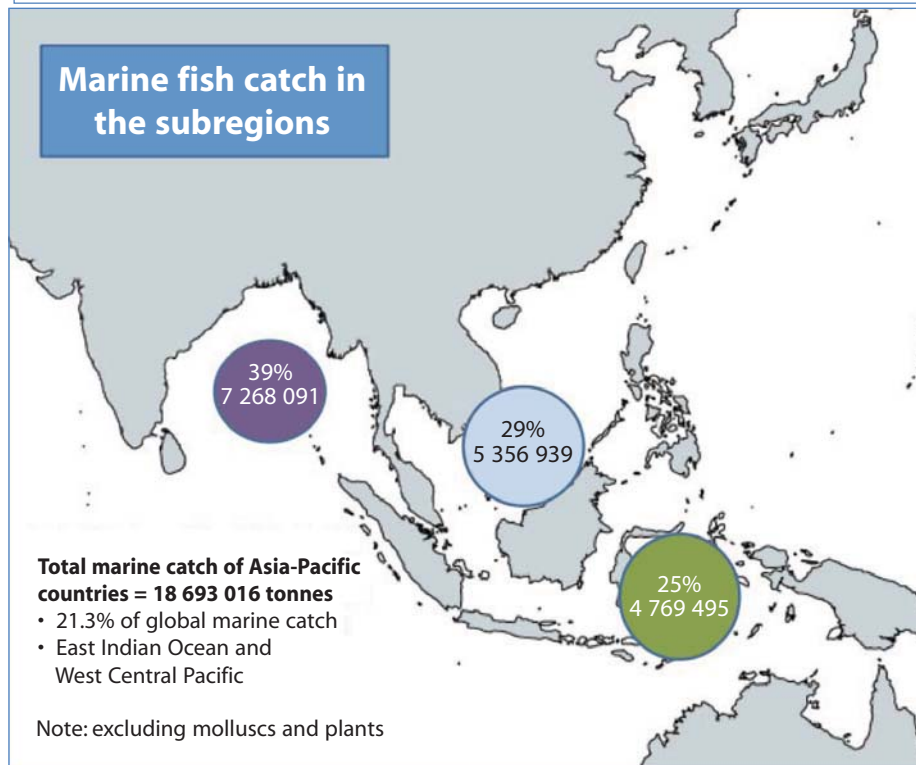 Marine fish catch in
the subregions
39%
7 268 091
29%
5 356 939
25%
4 769 495
Total marine catch of Asia-Pacific
countries = 18 693 016 tonnes
• 21.3% of global marine catch
• East Indian Ocean and
West Central Pacific
Note: excluding molluscs and plants